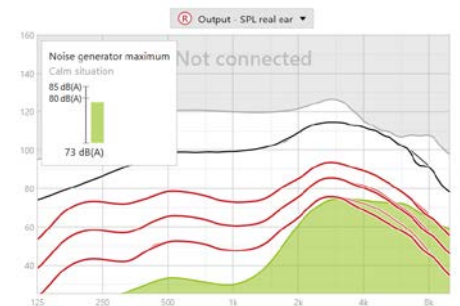 R Output - SPL real ear
160
140
120
100
80
60
40
Noise generator maximum
Calm situation
85 dB(A)
80 dB(A)
73 dB(A)
Not connected
125 250 500 1k 2k 4k 8k